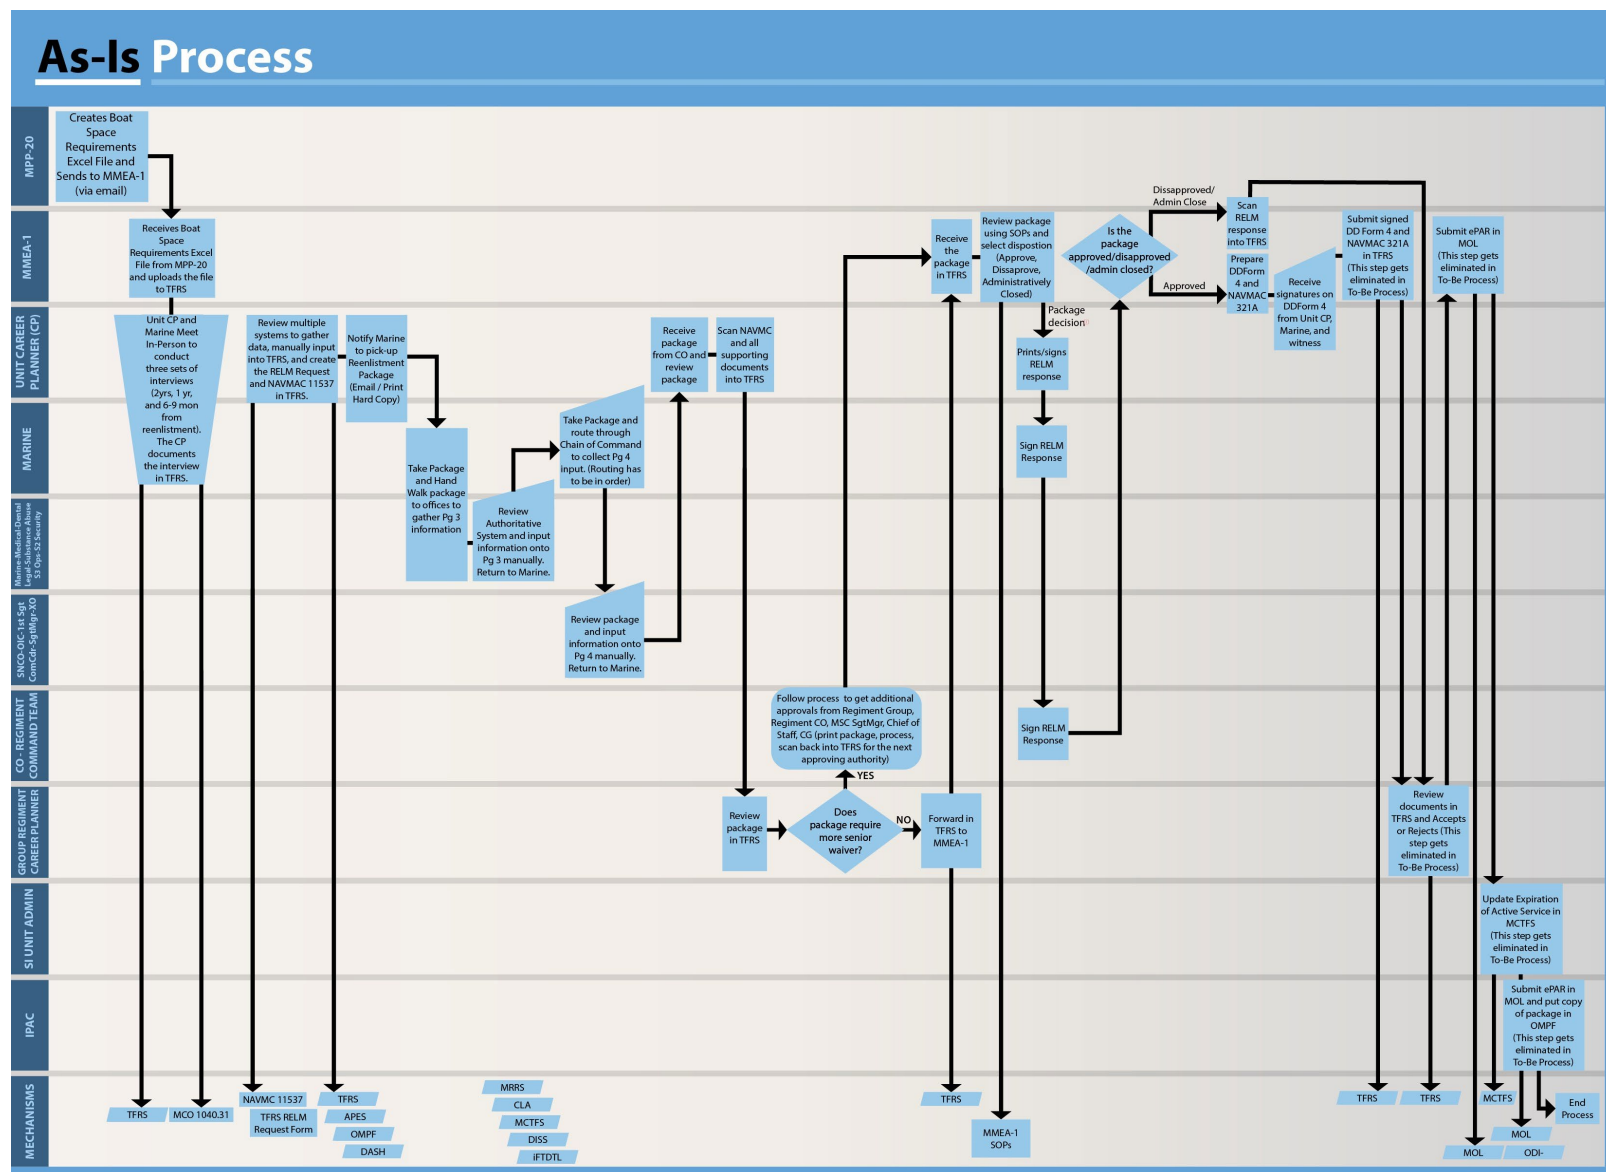 As-Is Process
MPP-20
Creates Boat
Space
Requirements
Excel File and
Sends to MMEA-1
(via email)
MMEA-1
Receives Boat
Space
Requirements Excel
File from MPP-20
and uploads the file
to TFRS
Receive
the
package
in TFRS
Review package
using SOPs and
select dispostion
(Approve,
Dissaprove,
Administratively
Closed)
Is the
package
approved/disapproved
/admin closed?
Dissapproved/
Admin Close
Approved
Scan
RELM
response
into TFRS
Prepare
DDForm
4 and
NAVMAC
321A
Receive
signatures on
DDForm 4
from Unit CP,
Marine, and
witness
Submit signed
DD Form 4 and
NAVMAC 321A
in TFRS
(This step gets
eliminated in
To-Be Process)
Submit ePAR in
MOL
(This step gets
eliminated in
To-Be Process)
UNIT CAREER
PLANNER (CP)
Unit CP and
Marine Meet
In-Person to
conduct
three sets of
interviews
(2yrs, 1 yr,
and 6-9 mon
from
reenlistment).
The CP
documents
the interview
in TFRS.
Review multiple
systems to gather
data, manually input
into TFRS, and create
the RELM Request
and NAVMAC 11537
in TFRS.
Notify Marine
to pick-up
Reenlistment
Package
(Email / Print
Hard Copy)
Receive
package
from CO and
review
package
Scan NAVMC
and all
supporting
documents
into TFRS
Package
decision
Prints/signs
RELM
response
MARINE
Take Package
and Hand
Walk package
to offices to
gather Pg 3
information
Take Package and
route through
Chain of Command
to collect Pg 4
input. (Routing has
to be in order)
Sign RELM
Response
Marine-Medical-Dental
Legal-Substance Abuse
S3 Ops-S2 Security
Review
Authoritative
System and input
information onto
Pg 3 manually.
Return to Marine.
SNCO-OIC-1st Sgt
ComCdr-SgtMgr-XO
Review package
and input
information onto
Pg 4 manually.
Return to Marine.
CO - REGIMENT
COMMAND TEAM
Follow process to get additional
approvals from Regiment Group,
Regiment CO, MSC SgtMgr, Chief of
Staff, CG (print package, process,
scan back into TFRS for the next
approving authority)
Sign RELM
Response
YES
GROUP REGIMENT
CAREER PLANNER
Review
package
in TFRS
Does
package require
more senior
waiver?
NO
Forward in
TFRS to
MMEA-1
Review
documents in
TFRS and Accepts
or Rejects (This
step gets
eliminated in
To-Be Process)
SI UNIT ADMIN
Update Expiration
of Active Service in
MCTFS
(This step gets
eliminated in
To-Be Process)
IPAC
Submit ePAR in
MOL and put copy
of package in
OMPF
(This step gets
eliminated in
To-Be Process)
MECHANISMS
TFRS
MCO 1040.31
NAVMC 11537
TFRS RELM
Request Form
TFRS
APES
OMPF
DASH
MRRS
CLA
MCTFS
DISS
iFTDTL
TFRS
MMEA-1
SOPs
TFRS
TFRS
MCTFS
End
Process
MOL
MOL
ODI-